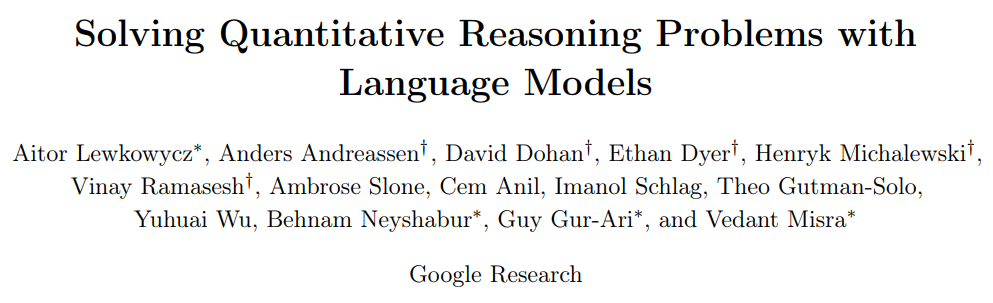 Solving Quantitative Reasoning Problems with
Language Models
Aitor Lewkowycz*, Anders Andreassen†, David Dohan†, Ethan Dyer†, Henryk Michalewski†,
Vinay Ramasesh†, Ambrose Slone, Cem Anil, Imanol Schlag, Theo Gutman-Solo,
Yuhuai Wu, Behnam Neyshabur*, Guy Gur-Ari*, and Vedant Misra*
Google Research